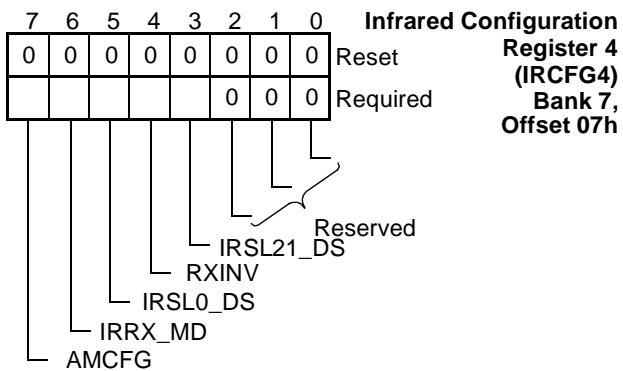 7 6 5 4 3 2 1 0
Infrared Configuration
Register 4
(IRCFG4)
Bank 7,
Offset 07h
0 0 0 0 0 0 0 0 Reset
0 0 0 Required
Reserved
IRSL21_DS
RXINV
IRSL0_DS
IRRX_MD
AMCFG